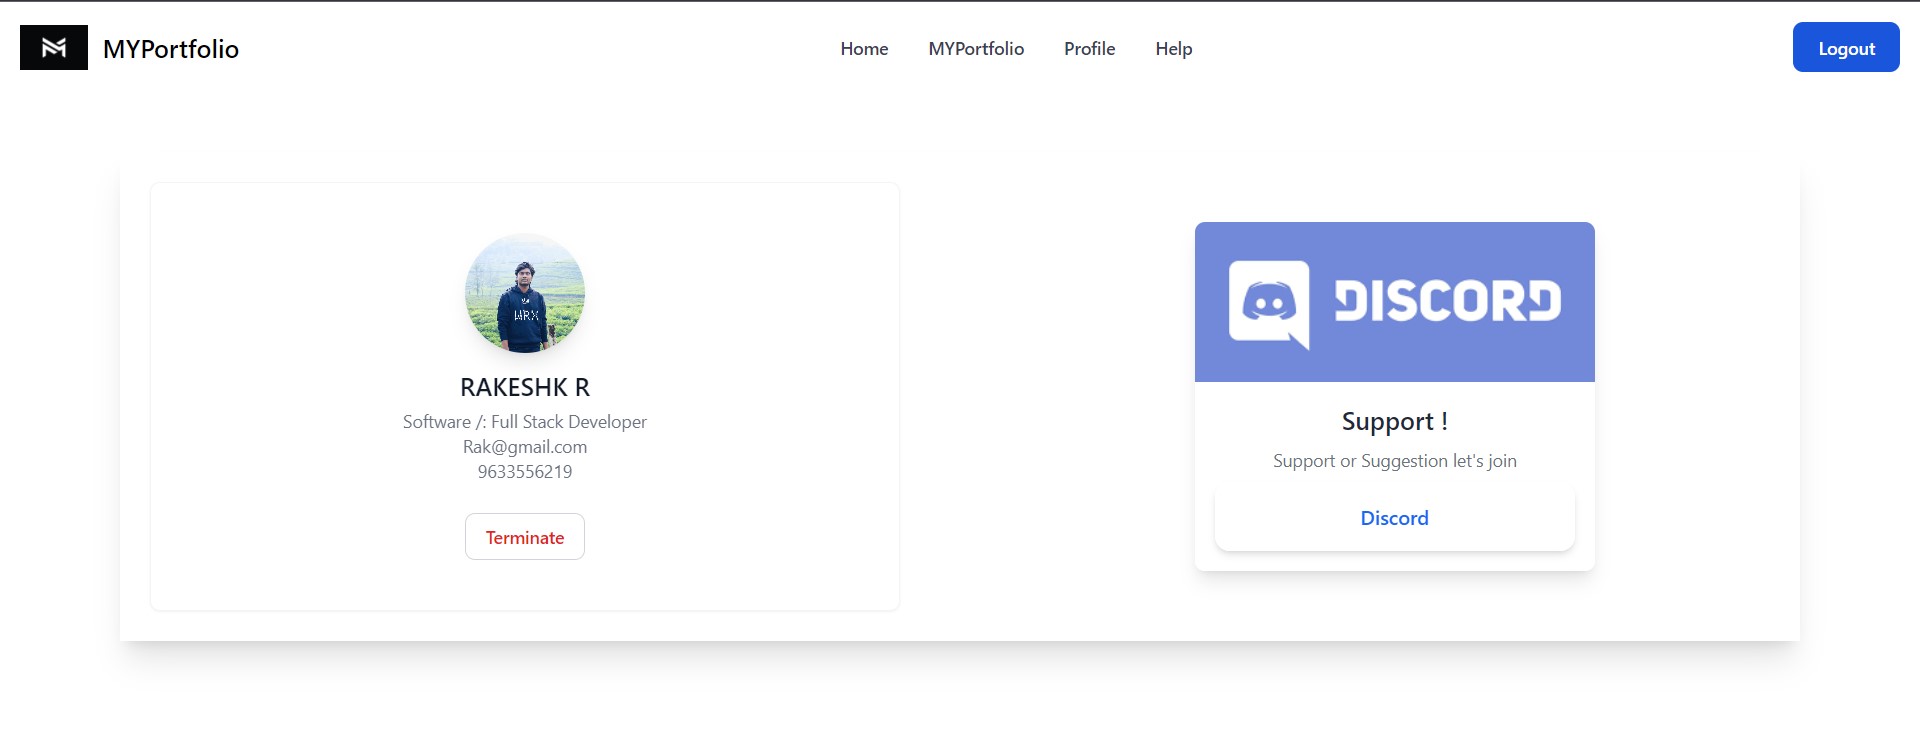 MYPortfolio
Home
MYPortfolio
Profile
Help
Logout
WRX
RAKESHK R
Software /: Full Stack Developer
Rak@gmail.com
9633556219
Terminate
DISCORD
Support !
Support or Suggestion let's join
Discord